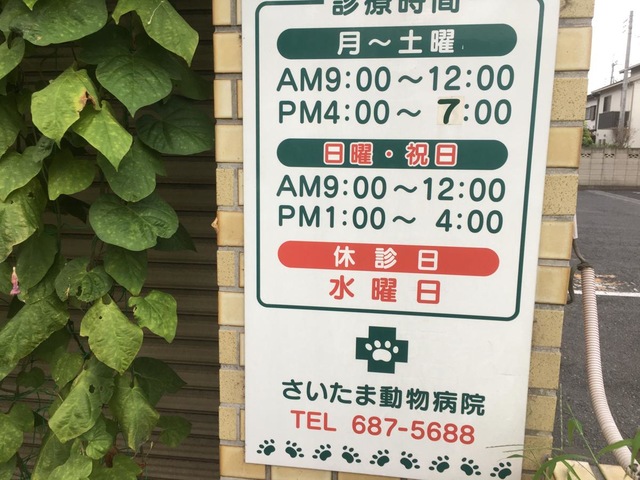 診療時間
月～土曜
AM9:00～12:00
PM4:00～ 7:00
日曜・祝日
AM9:00～12:00
PM1:00～ 4:00
休診日
水曜日
さいたま動物病院
TEL 687-5688